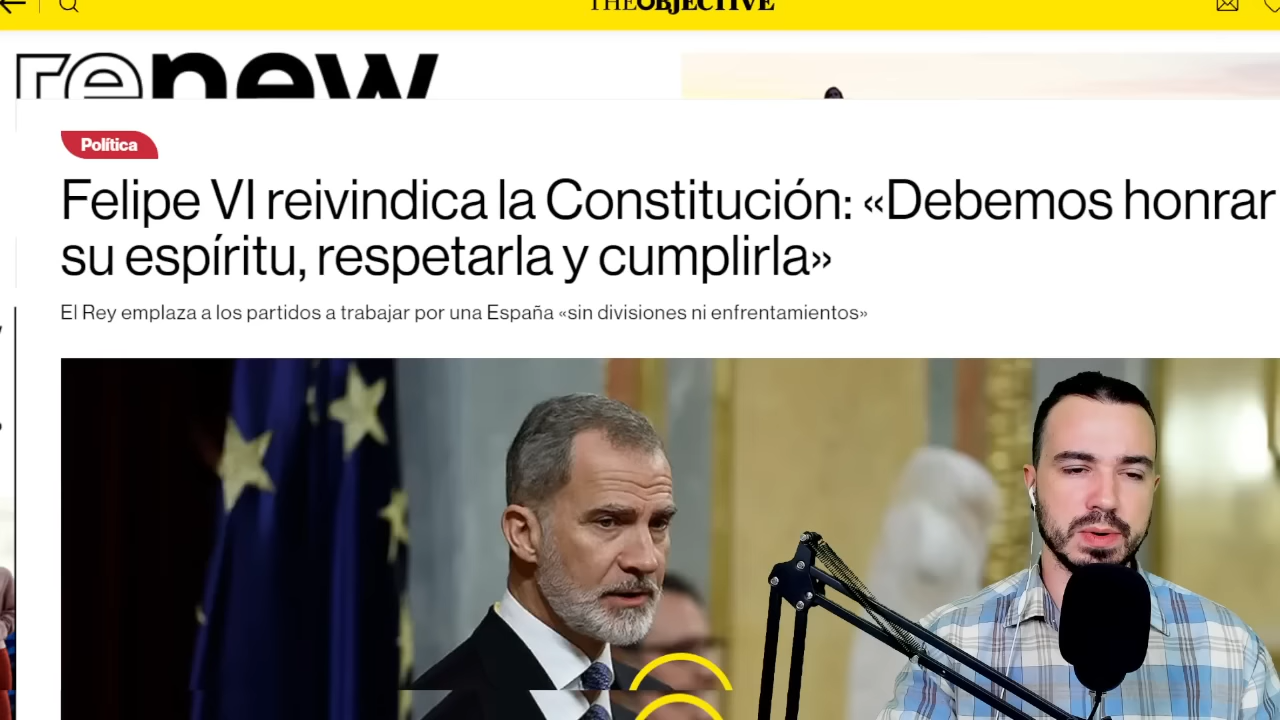 THE OBJECTIVE
renew
Política
Felipe VI reivindica la Constitución: «Debemos honrar
su espíritu, respetarla y cumplirla»
El Rey emplaza a los partidos a trabajar por una España «sin divisiones ni enfrentamientos»